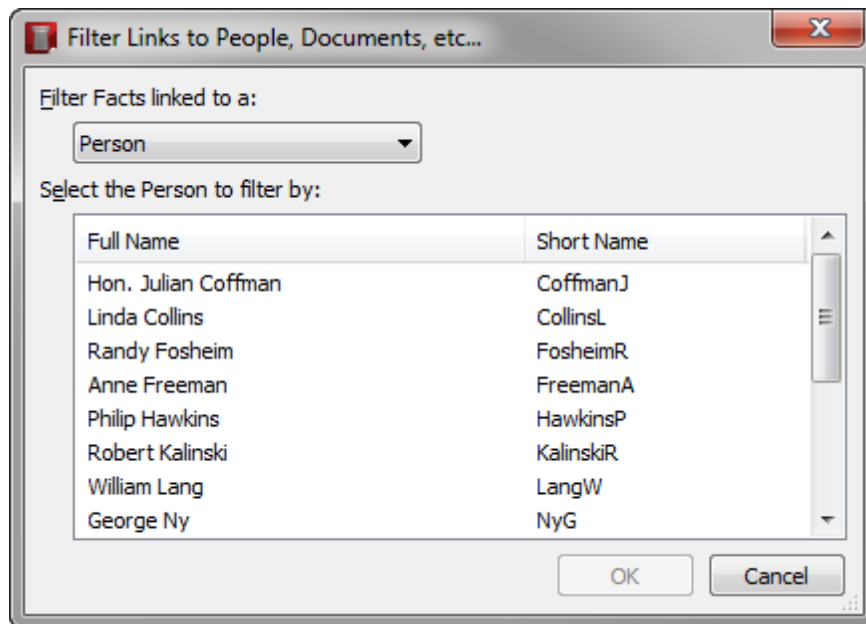 Filter Links to People, Documents, etc...
Filter Facts linked to a:
Person
Select the Person to filter by:
Full Name Short Name
Hon. Julian Coffman CoffmanJ
Linda Collins CollinsL
Randy Fosheim FosheimR
Anne Freeman FreemanA
Philip Hawkins HawkinsP
Robert Kalinski KalinskiR
William Lang LangW
George Ny NyG
OK Cancel